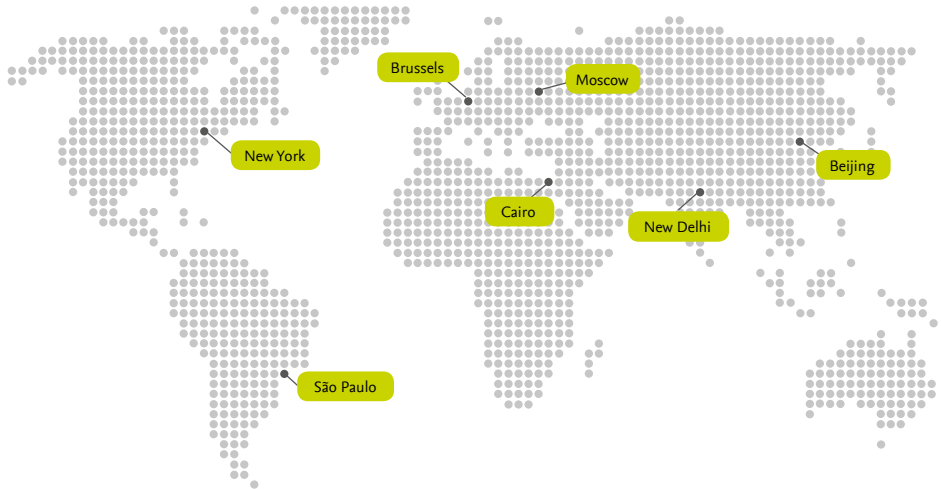 Brussels
Moscow
New York
Beijing
Cairo
New Delhi
São Paulo